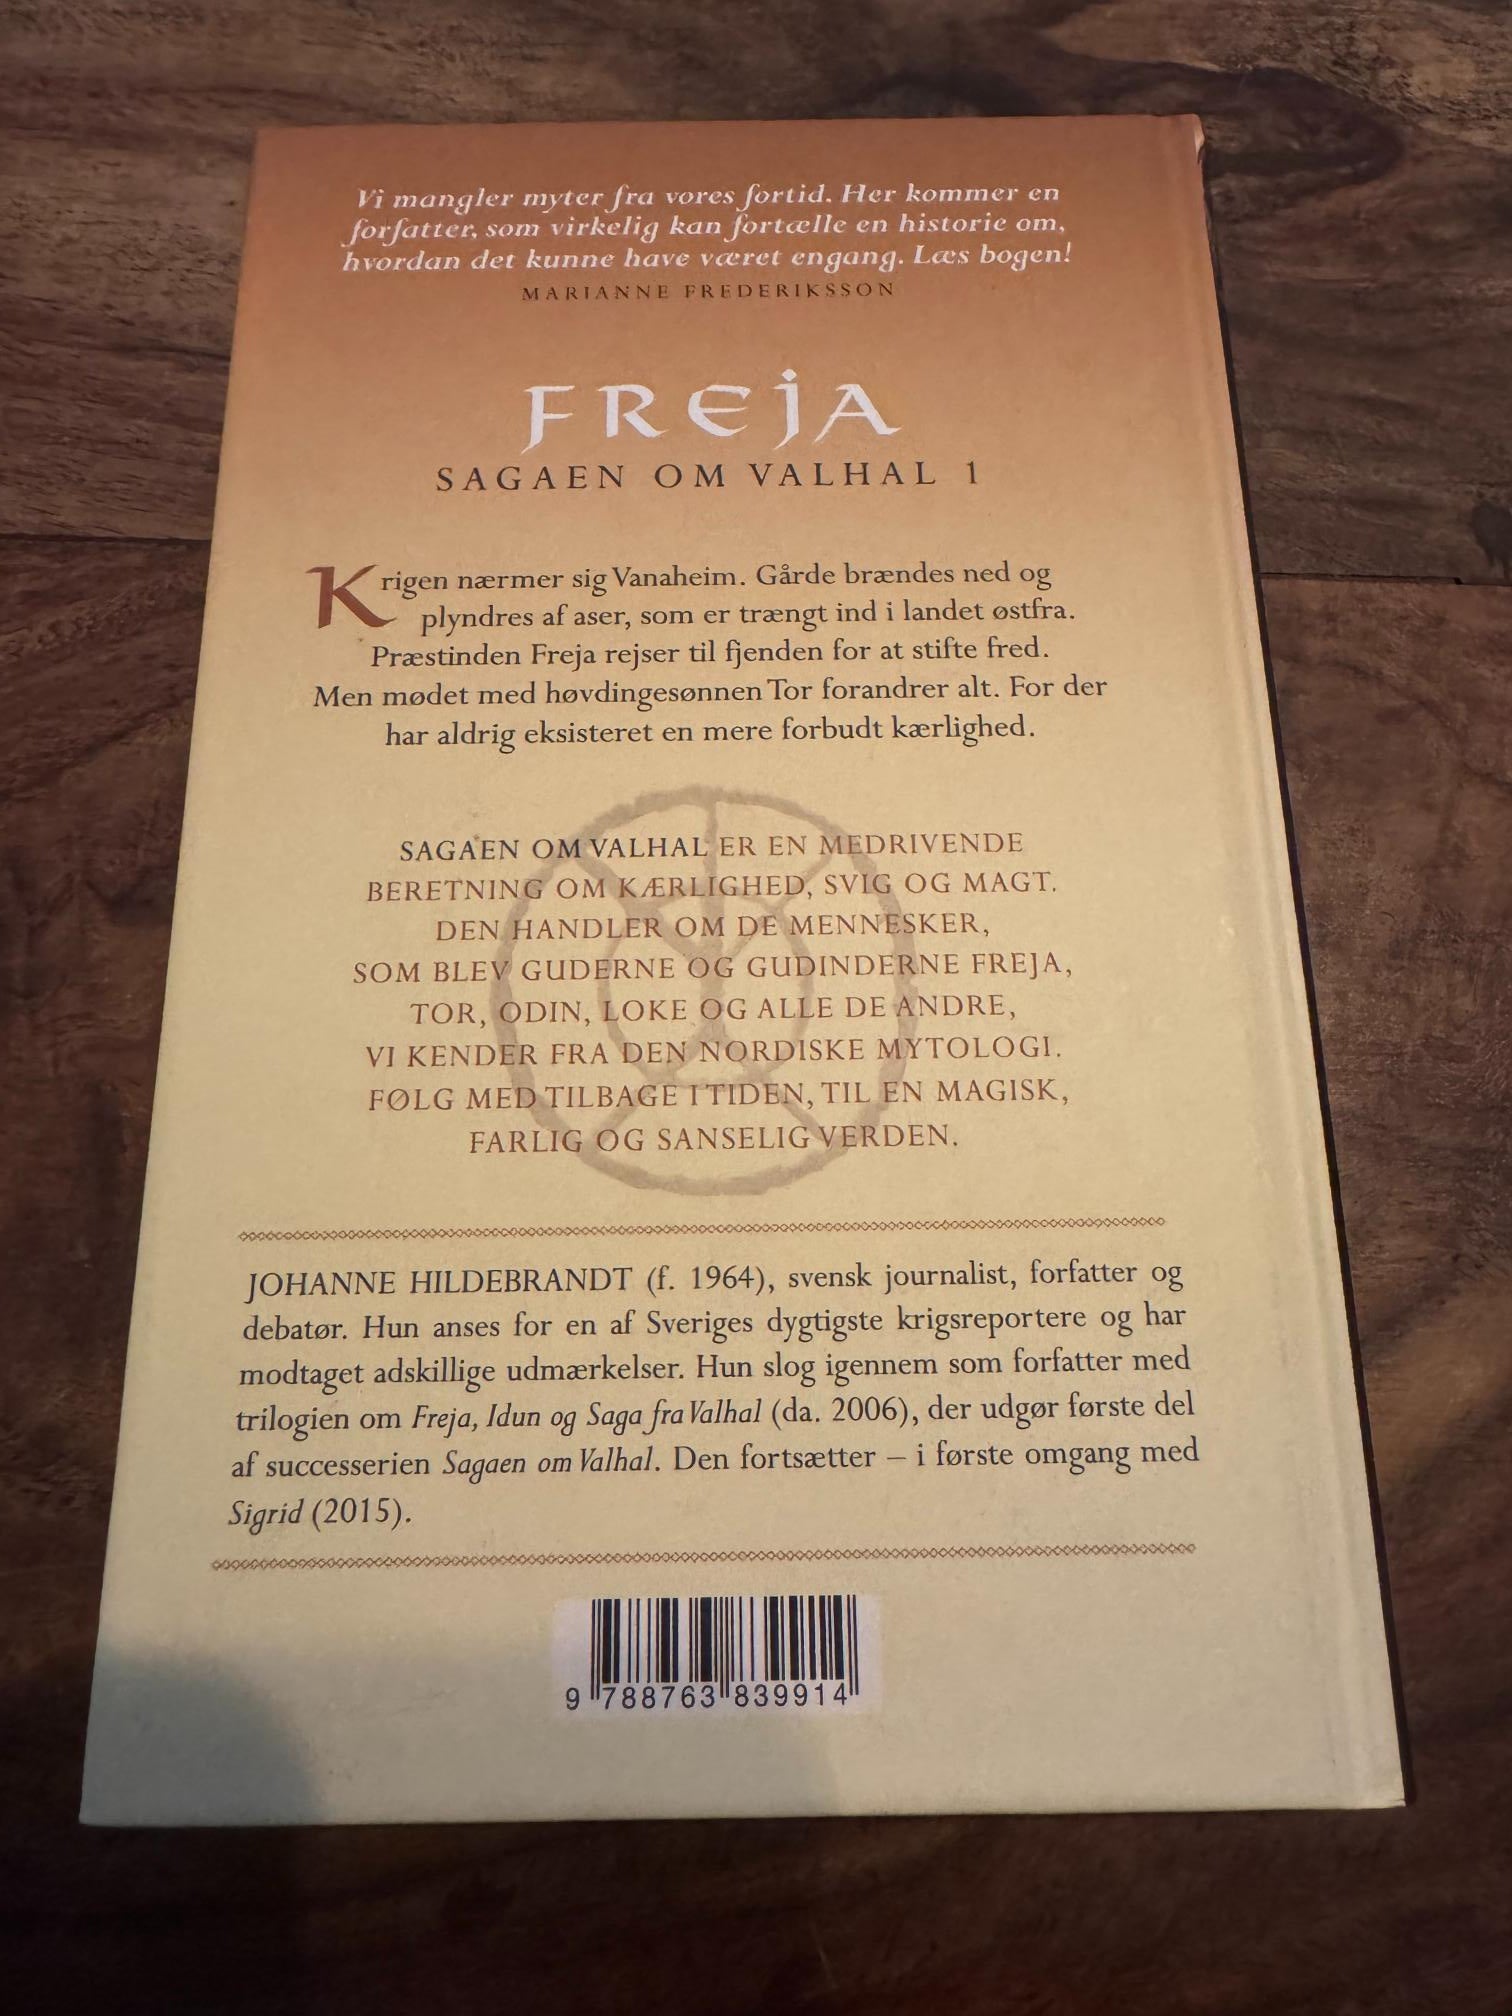 Vi mangler myter fra vores fortid. Her kommer en
forfatter, som virkelig kan fortælle en historie om,
hvordan det kunne have været engang. Læs bogen!
MARIANNE FREDERIKSSON
FREJA
SAGAEN OM VALHAL 1
Krigen nærmer sig Vanaheim. Gårde brændes ned og
plyndres af aser, som er trængt ind i landet østfra.
Præstinden Freja rejser til fjenden for at stifte fred.
Men mødet med høvdingesønnen Tor forandrer alt. For der
har aldrig eksisteret en mere forbudt kærlighed.
SAGAEN OM VALHAL ER EN MEDRIVENDE
BERETNING OM KÆRLIGHED, SVIG OG MAGT.
DEN HANDLER OM DE MENNESKER,
SOM BLEV GUDERNE OG GUDINDERNE FREJA,
TOR, ODIN, LOKE OG ALLE DE ANDRE,
VI KENDER FRA DEN NORDISKE MYTOLOGI.
FØLG MED TILBAGE I TIDEN, TIL EN MAGISK,
FARLIG OG SANSELIG VERDEN.
JOHANNE HILDEBRANDT (f. 1964), svensk journalist, forfatter og
debatør. Hun anses for en af Sveriges dygtigste krigsreportere og har
modtaget adskillige udmærkelser. Hun slog igennem som forfatter med
trilogien om Freja, Idun og Saga fra Valhal (da. 2006), der udgør første del
af successerien Sagaen om Valhal. Den fortsætter – i første omgang med
Sigrid (2015).
9 788763 839914